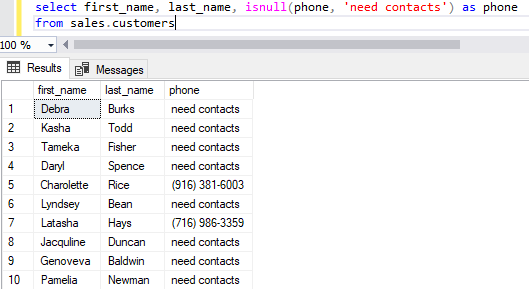 select first_name, last_name, isnull(phone, 'need contacts') as phone
from sales.customers
100 %
Results Messages
first_name last_name phone
1 Debra Burks need contacts
2 Kasha Todd need contacts
3 Tameka Fisher need contacts
4 Daryl Spence need contacts
5 Charolette Rice (916) 381-6003
6 Lyndsey Bean need contacts
7 Latasha Hays (716) 986-3359
8 Jacquline Duncan need contacts
9 Genoveva Baldwin need contacts
10 Pamelia Newman need contacts